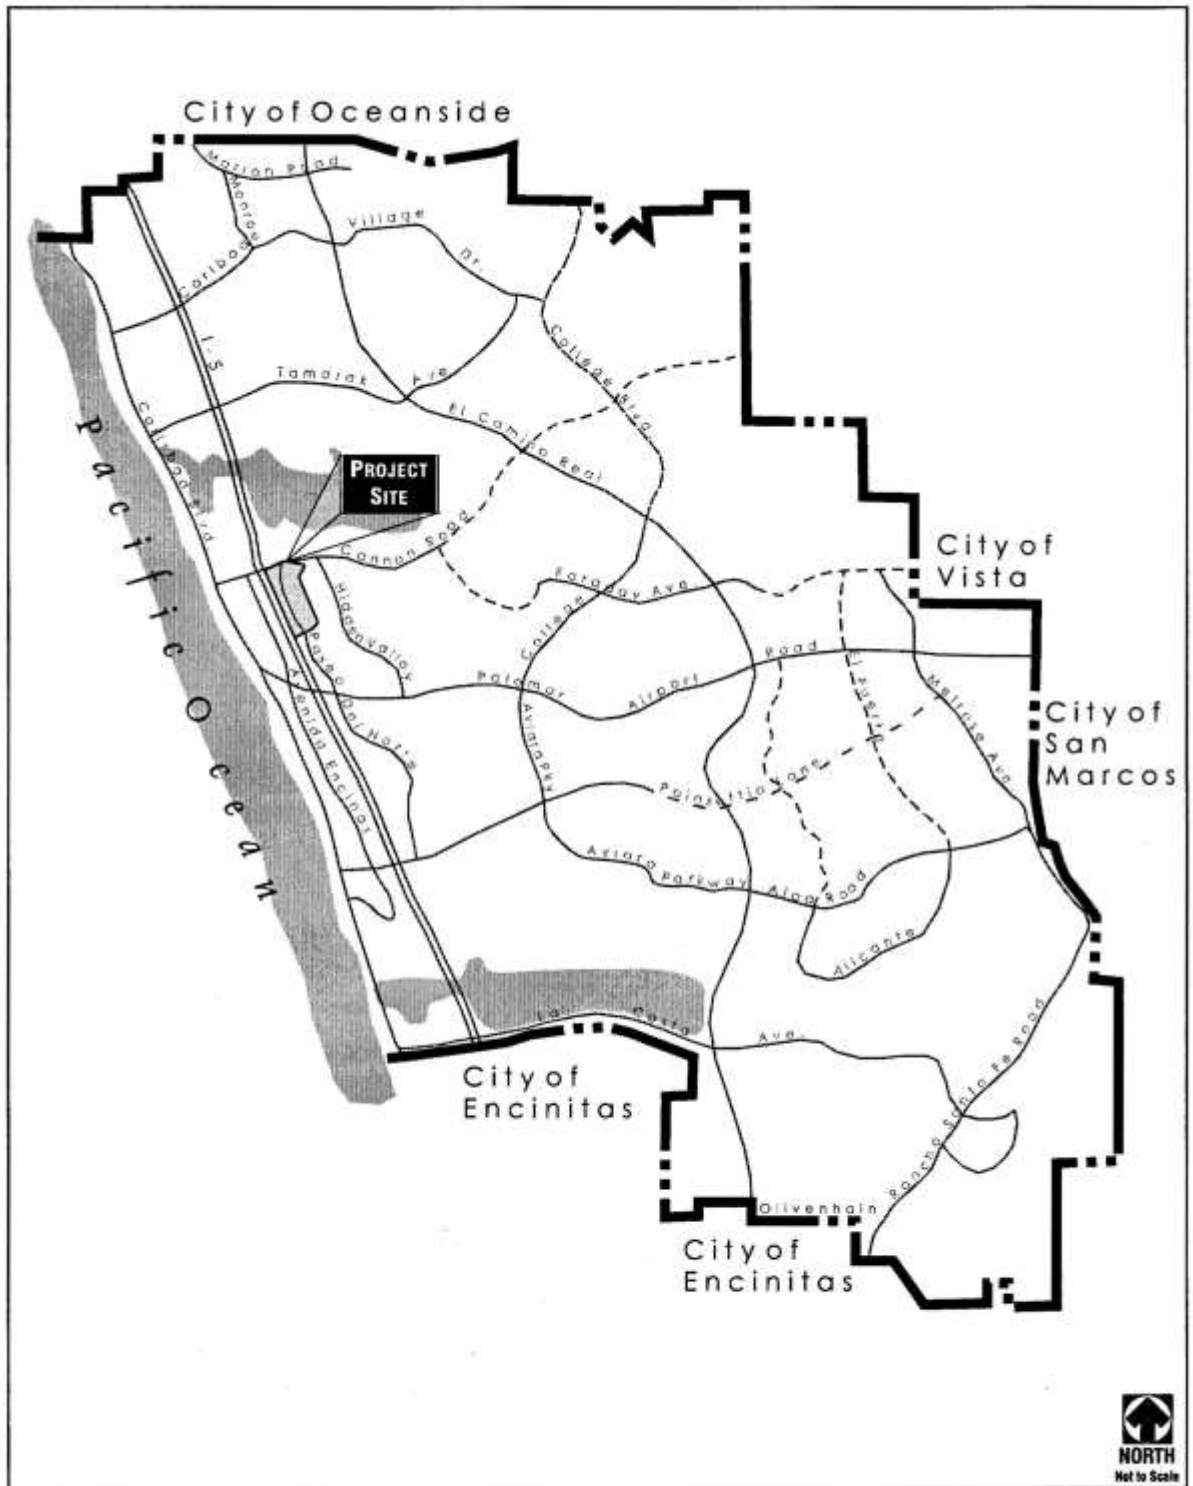 City of Oceanside
Marron Road
Monroe
Carlsbad Village Dr.
I-5
College Blvd.
Tamarak Ave
El Camino Real
Carlsbad Blvd
Pacific Ocean
PROJECT
SITE
Cannon Road
City of
Vista
Faraday Ave.
Hidden Valley
College
Paseo Del Norte
Palomar Airport Road
El Fuerte
Melrose Ave.
Avenida Encinas
Aviara Pky
City of
San
Marcos
Poinsettia Lane
Aviara Parkway
Alga Road
Alicante
La Costa Ave.
Rancho Santa Fe Road
City of
Encinitas
Olivenhain
City of
Encinitas
NORTH
Not to Scale